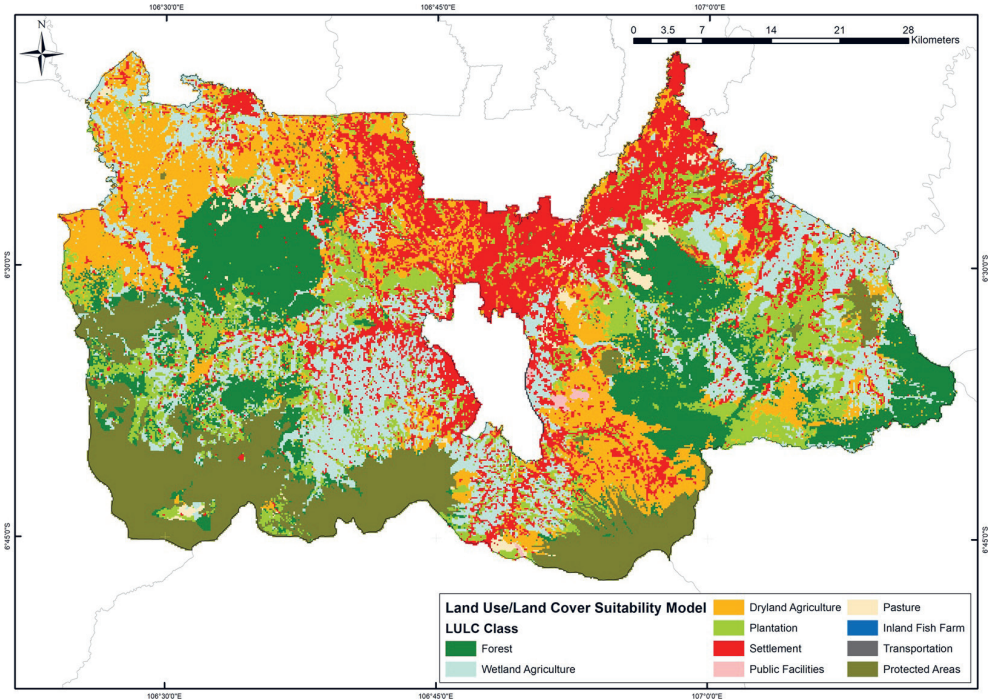 106°30'0"E 106°45'0"E 107°0'0"E
N
0 3.5 7 14 21 28
Kilometers
6°30'0"S 6°30'0"S
6°45'0"S 6°45'0"S
Land Use/Land Cover Suitability Model
LULC Class
Forest
Wetland Agriculture
Dryland Agriculture
Plantation
Settlement
Public Facilities
Pasture
Inland Fish Farm
Transportation
Protected Areas
106°30'0"E 106°45'0"E 107°0'0"E